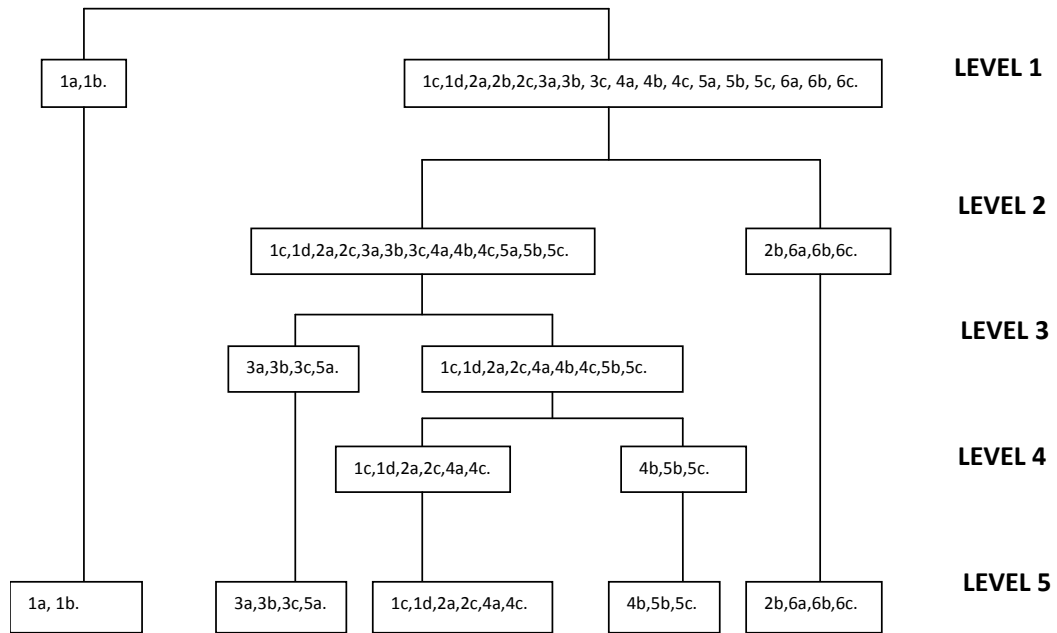 1a,1b.
1c,1d,2a,2b,2c,3a,3b, 3c, 4a, 4b, 4c, 5a, 5b, 5c, 6a, 6b, 6c.
LEVEL 1
LEVEL 2
1c,1d,2a,2c,3a,3b,3c,4a,4b,4c,5a,5b,5c.
2b,6a,6b,6c.
LEVEL 3
3a,3b,3c,5a.
1c,1d,2a,2c,4a,4b,4c,5b,5c.
LEVEL 4
1c,1d,2a,2c,4a,4c.
4b,5b,5c.
LEVEL 5
1a, 1b.
3a,3b,3c,5a.
1c,1d,2a,2c,4a,4c.
4b,5b,5c.
2b,6a,6b,6c.